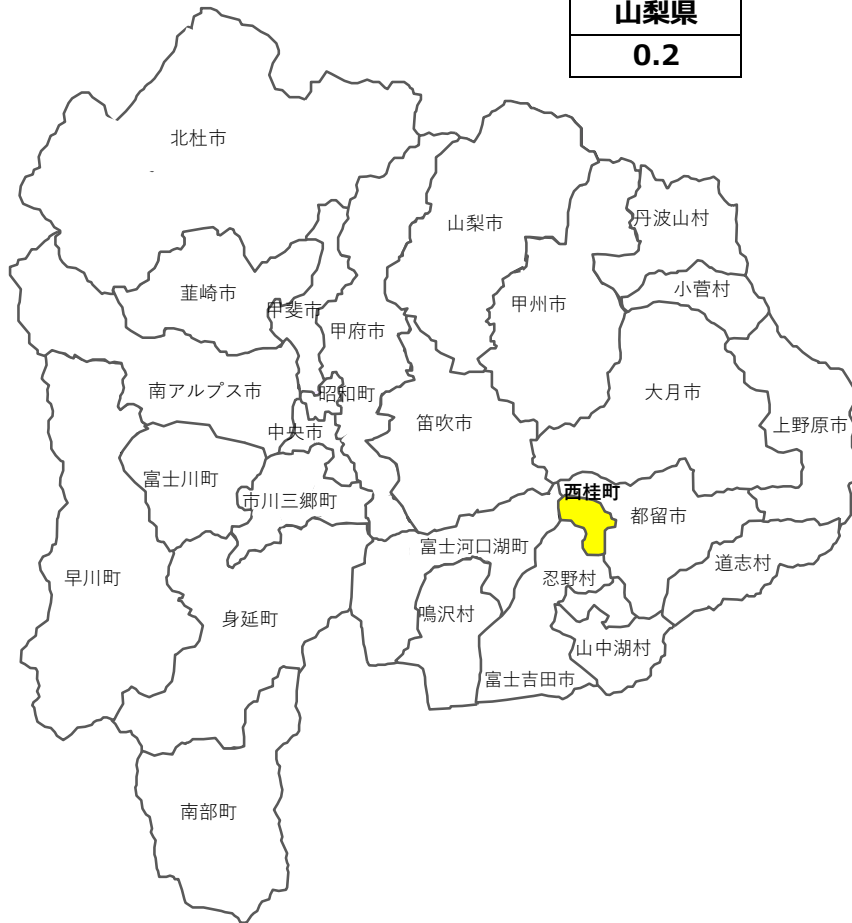 山梨県
0.2
北杜市
山梨市
丹波山村
韮崎市
小菅村
甲斐市
甲州市
甲府市
南アルプス市
昭和町
大月市
笛吹市
上野原市
中央市
富士川町
市川三郷町
西桂町
都留市
富士河口湖町
道志村
早川町
忍野村
身延町
鳴沢村
山中湖村
富士吉田市
南部町